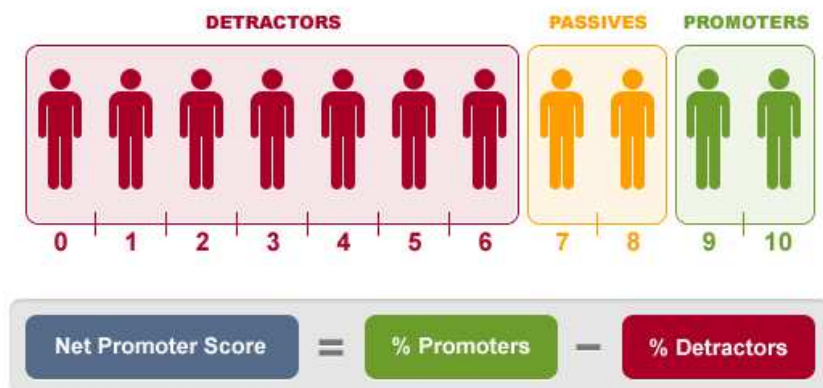 DETRACTORS PASSIVES PROMOTERS
0 1 2 3 4 5 6 7 8 9 10
Net Promoter Score = % Promoters − % Detractors